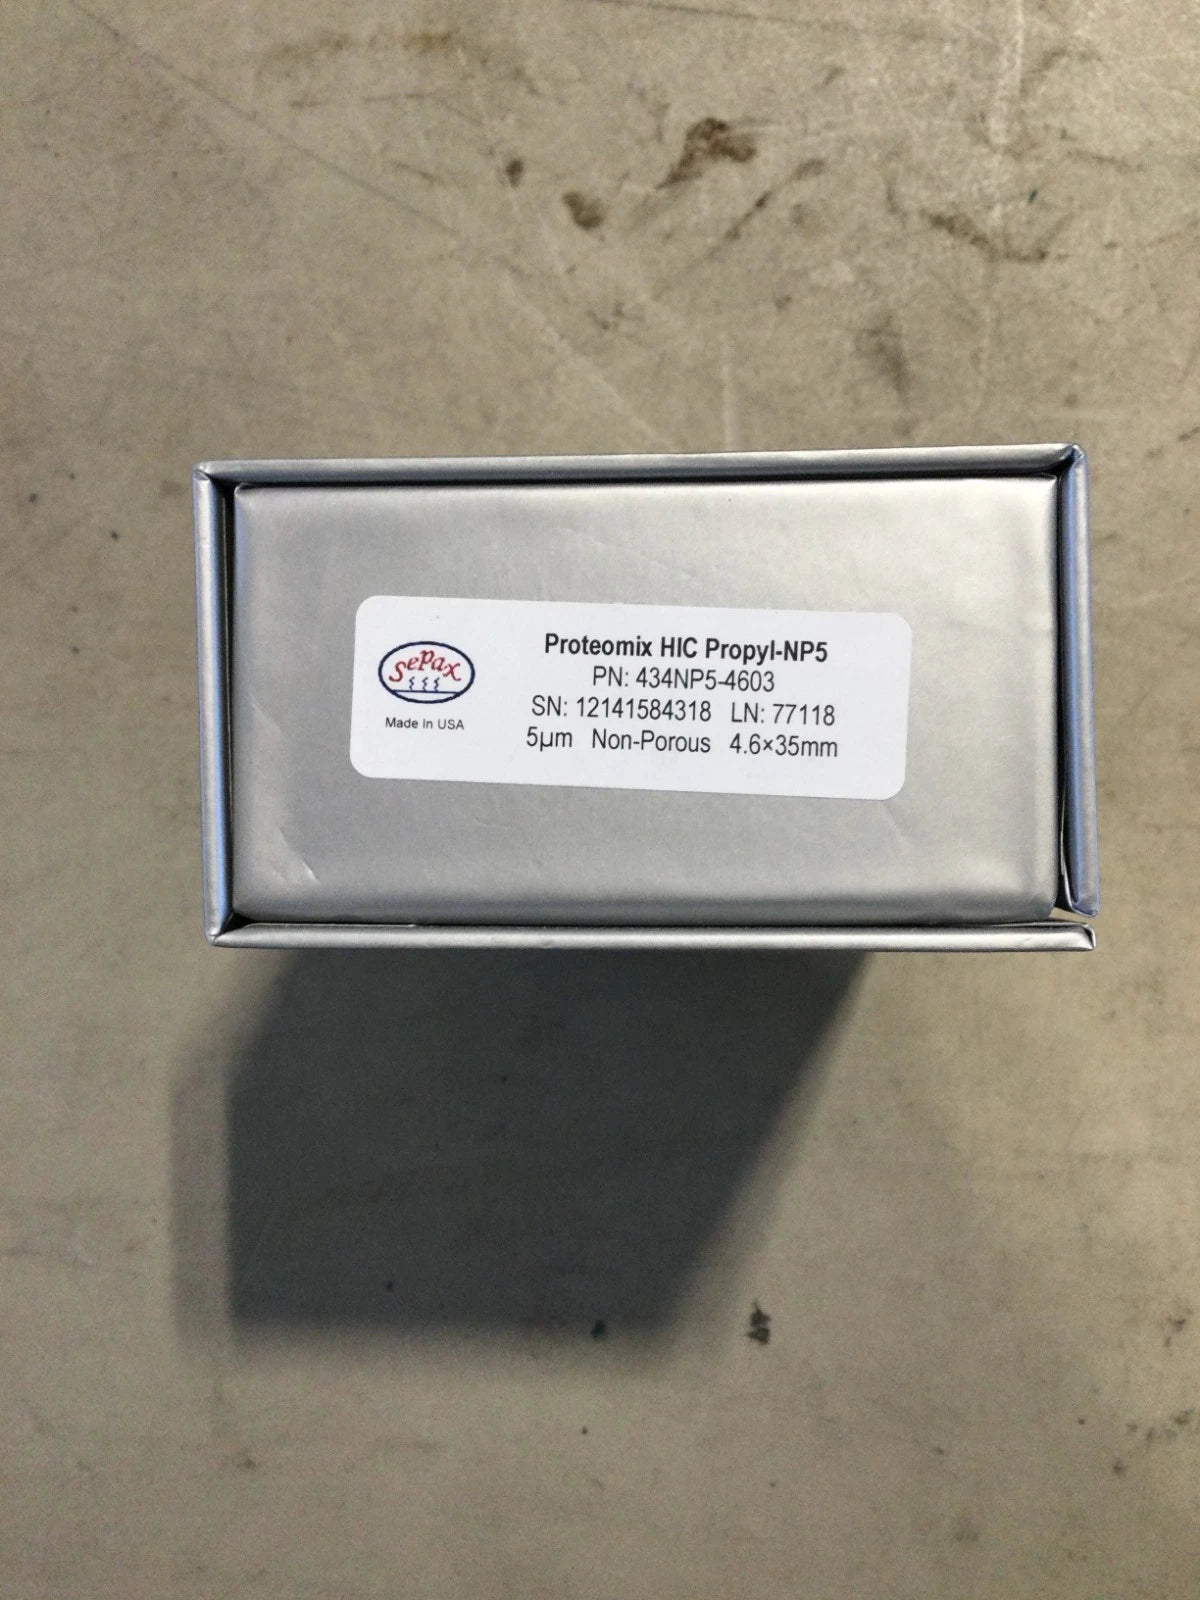 Sepax
Made In USA
Proteomix HIC Propyl-NP5
PN: 434NP5-4603
SN: 12141584318 LN: 77118
5µm Non-Porous 4.6×35mm